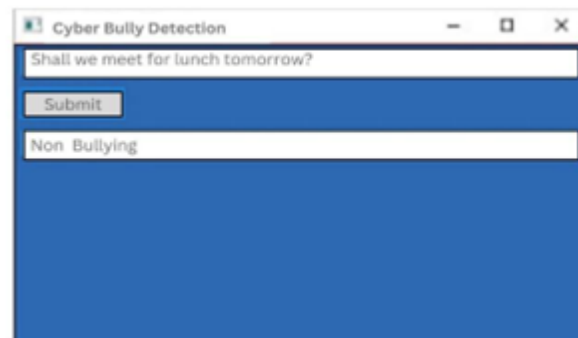 Cyber Bully Detection
Shall we meet for lunch tomorrow?
Submit
Non Bullying